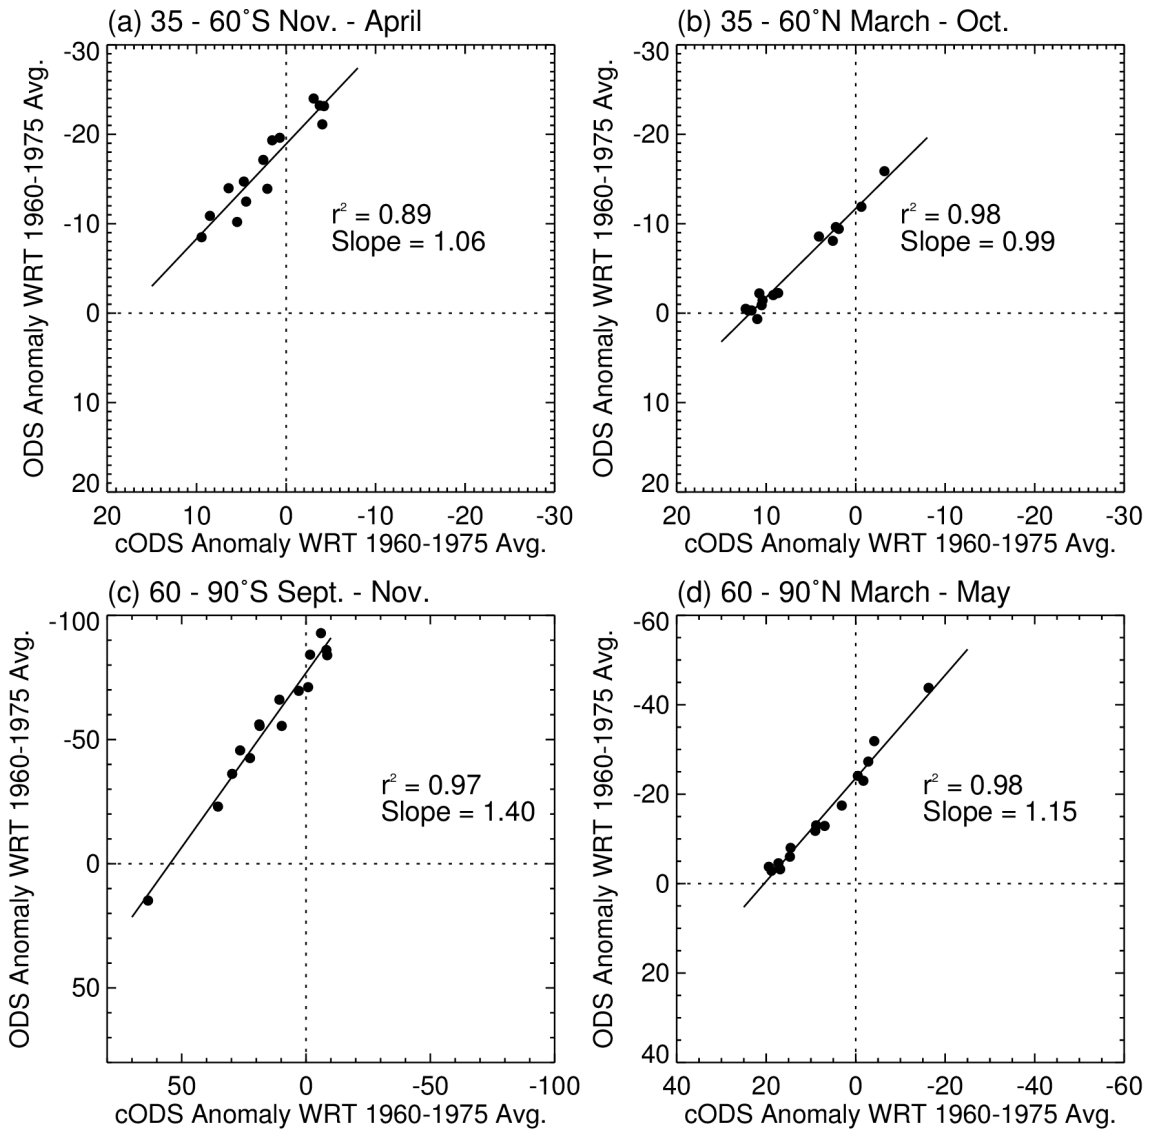 (a) 35 - 60˚S Nov. - April
-30
-20
-10
0
10
20
ODS Anomaly WRT 1960-1975 Avg.
r² = 0.89
Slope = 1.06
20 10 0 -10 -20 -30
cODS Anomaly WRT 1960-1975 Avg.
(b) 35 - 60˚N March - Oct.
-30
-20
-10
0
10
20
ODS Anomaly WRT 1960-1975 Avg.
r² = 0.98
Slope = 0.99
20 10 0 -10 -20 -30
cODS Anomaly WRT 1960-1975 Avg.
(c) 60 - 90˚S Sept. - Nov.
-100
-50
0
50
ODS Anomaly WRT 1960-1975 Avg.
r² = 0.97
Slope = 1.40
50 0 -50 -100
cODS Anomaly WRT 1960-1975 Avg.
(d) 60 - 90˚N March - May
-60
-40
-20
0
20
40
ODS Anomaly WRT 1960-1975 Avg.
r² = 0.98
Slope = 1.15
40 20 0 -20 -40 -60
cODS Anomaly WRT 1960-1975 Avg.